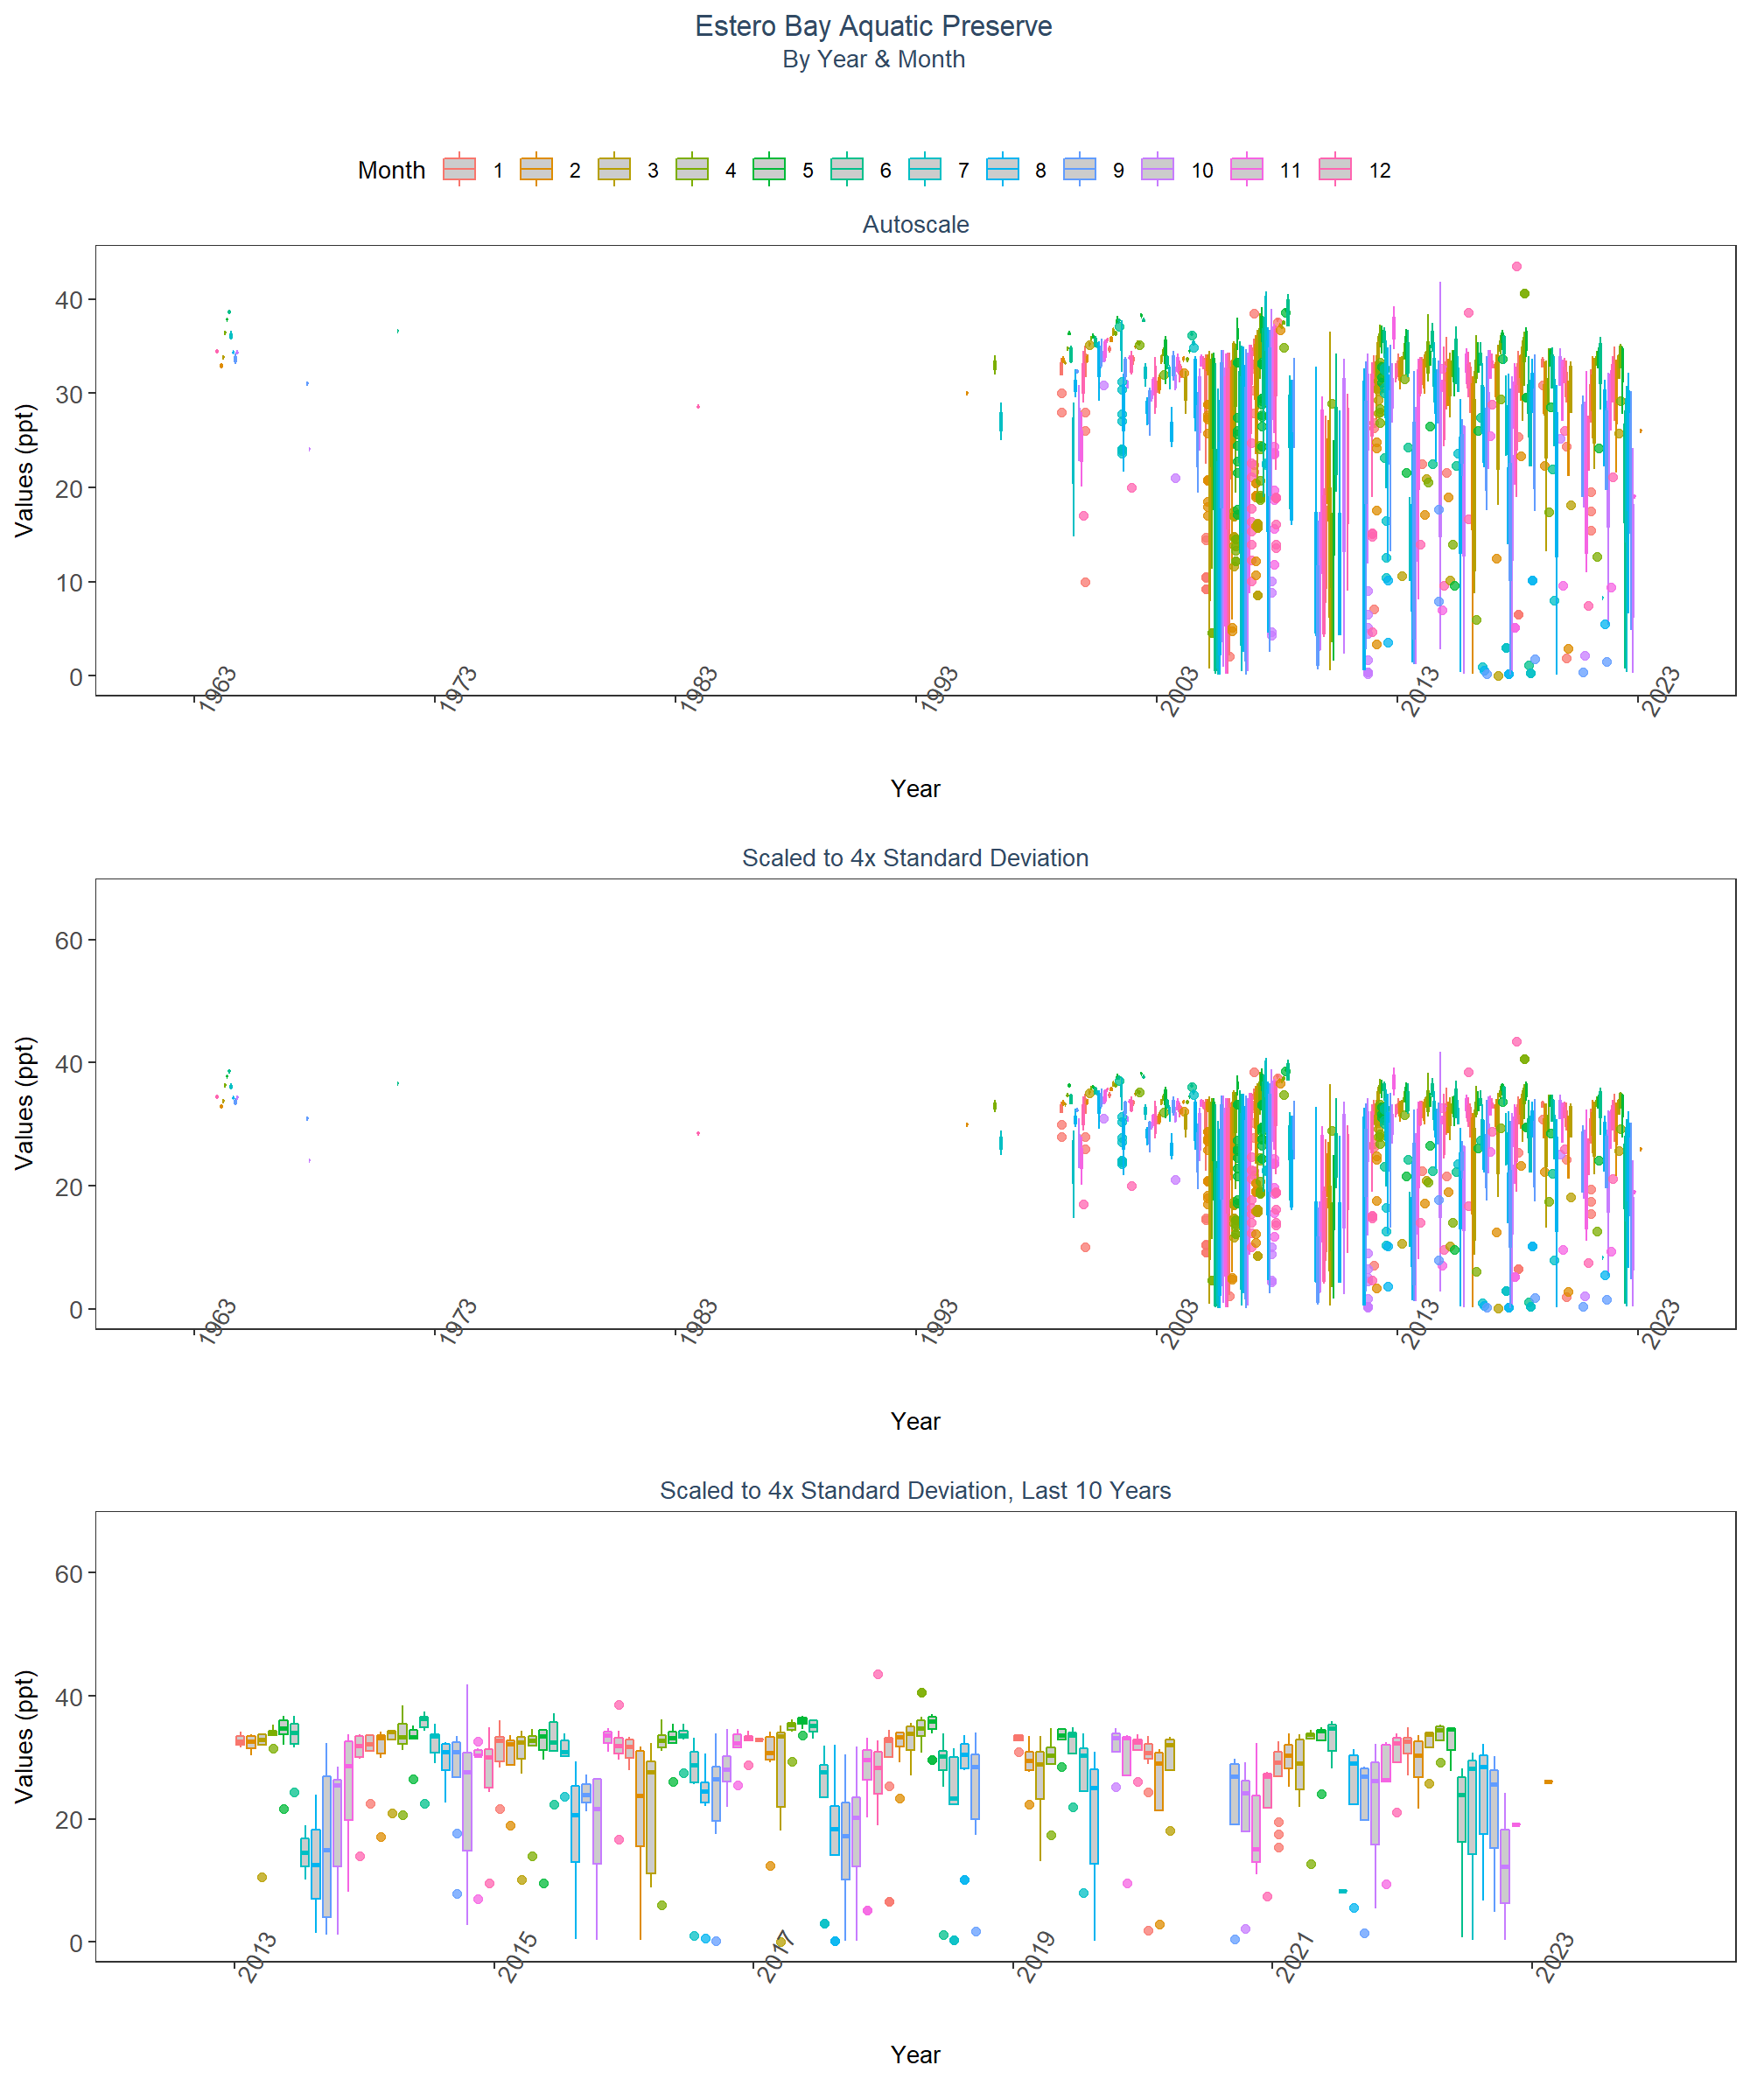 Estero Bay Aquatic Preserve
By Year & Month
Month 1 2 3 4 5 6 7 8 9 10 11 12
Autoscale
Values (ppt)
40
30
20
10
0
1963 1973 1983 1993 2003 2013 2023
Year
Scaled to 4x Standard Deviation
Values (ppt)
60
40
20
0
1963 1973 1983 1993 2003 2013 2023
Year
Scaled to 4x Standard Deviation, Last 10 Years
Values (ppt)
60
40
20
0
2013 2015 2017 2019 2021 2023
Year